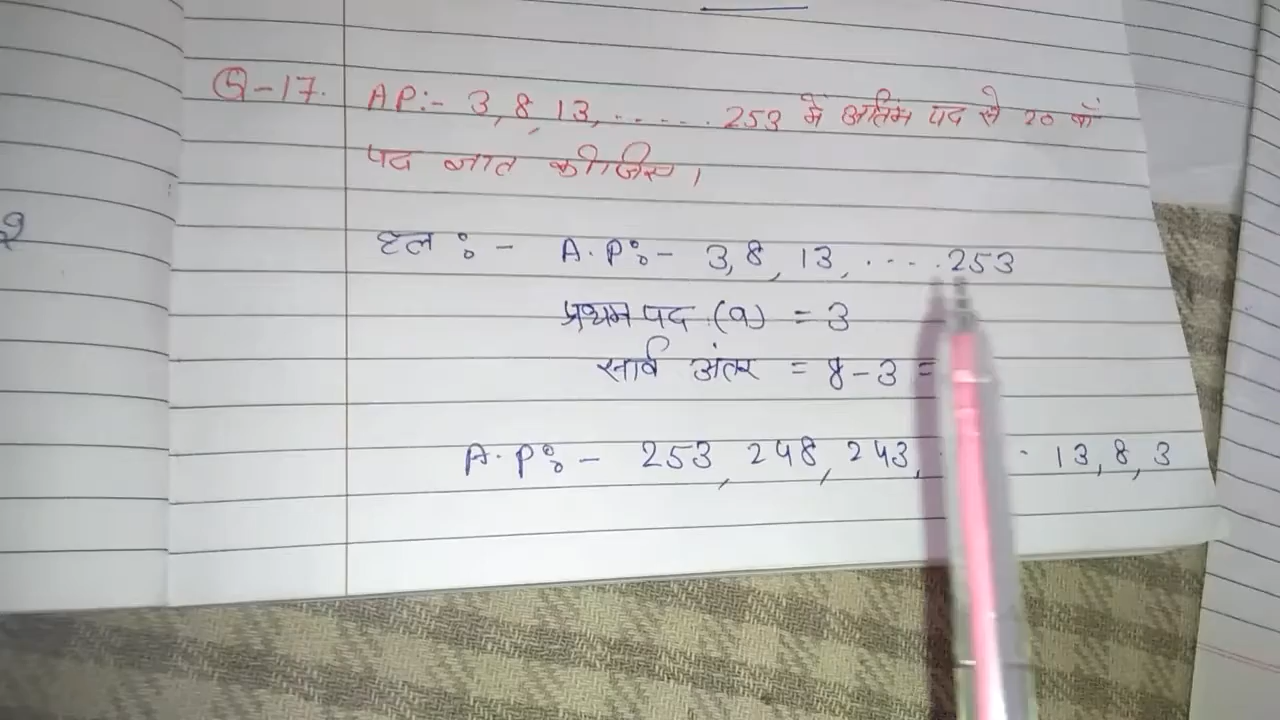 Q-17. AP:- 3, 8, 13, ..... 253 में अंतिम पद से 20 वाँ
पद ज्ञात कीजिए।
हल :- A.P:- 3, 8, 13, .... 253
प्रथम पद (a) = 3
सार्व अंतर = 8-3 =
A.P:- 253, 248, 243, . . 13, 8, 3